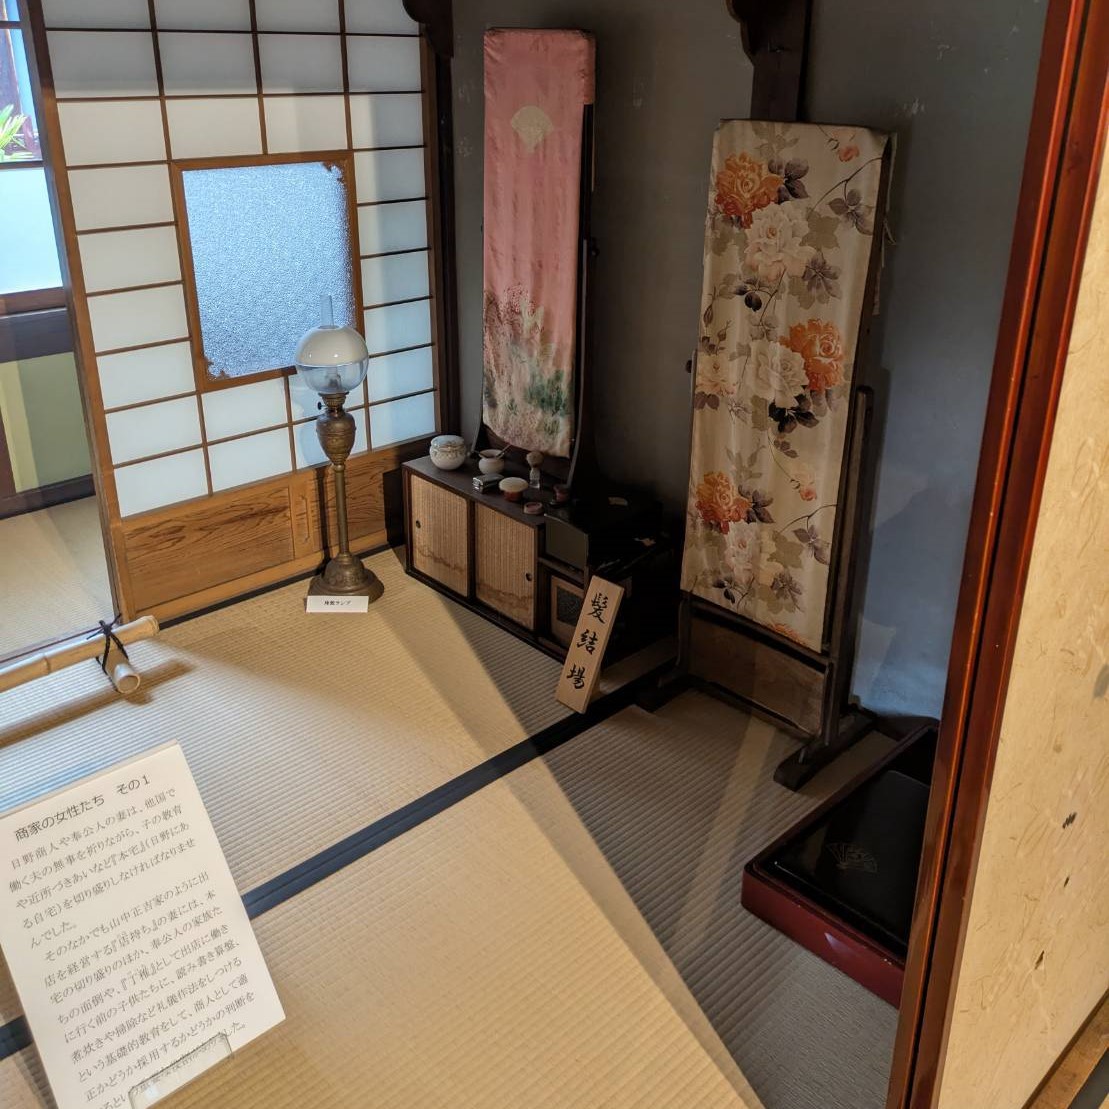 髪結場
座敷ランプ
商家の女性たち　その１
日野商人や奉公人の妻は、他国で
働く夫の無事を祈りながら、子の教育
や近所づきあいなど『本宅』（日野にあ
る自宅）を切り盛りしなければなりませ
んでした。
そのなかでも山中正吉家のように出
店を経営する『店持ち』の妻には、本
宅の切り盛りのほか、奉公人の家族た
ちの面倒や、『丁稚』として出店に働き
に行く前の子供たちに、読み書き算盤、
煮炊きや掃除など礼儀作法をしつける
という基礎的教育をして、商人として適
正かどうか採用するかどうかの判断を